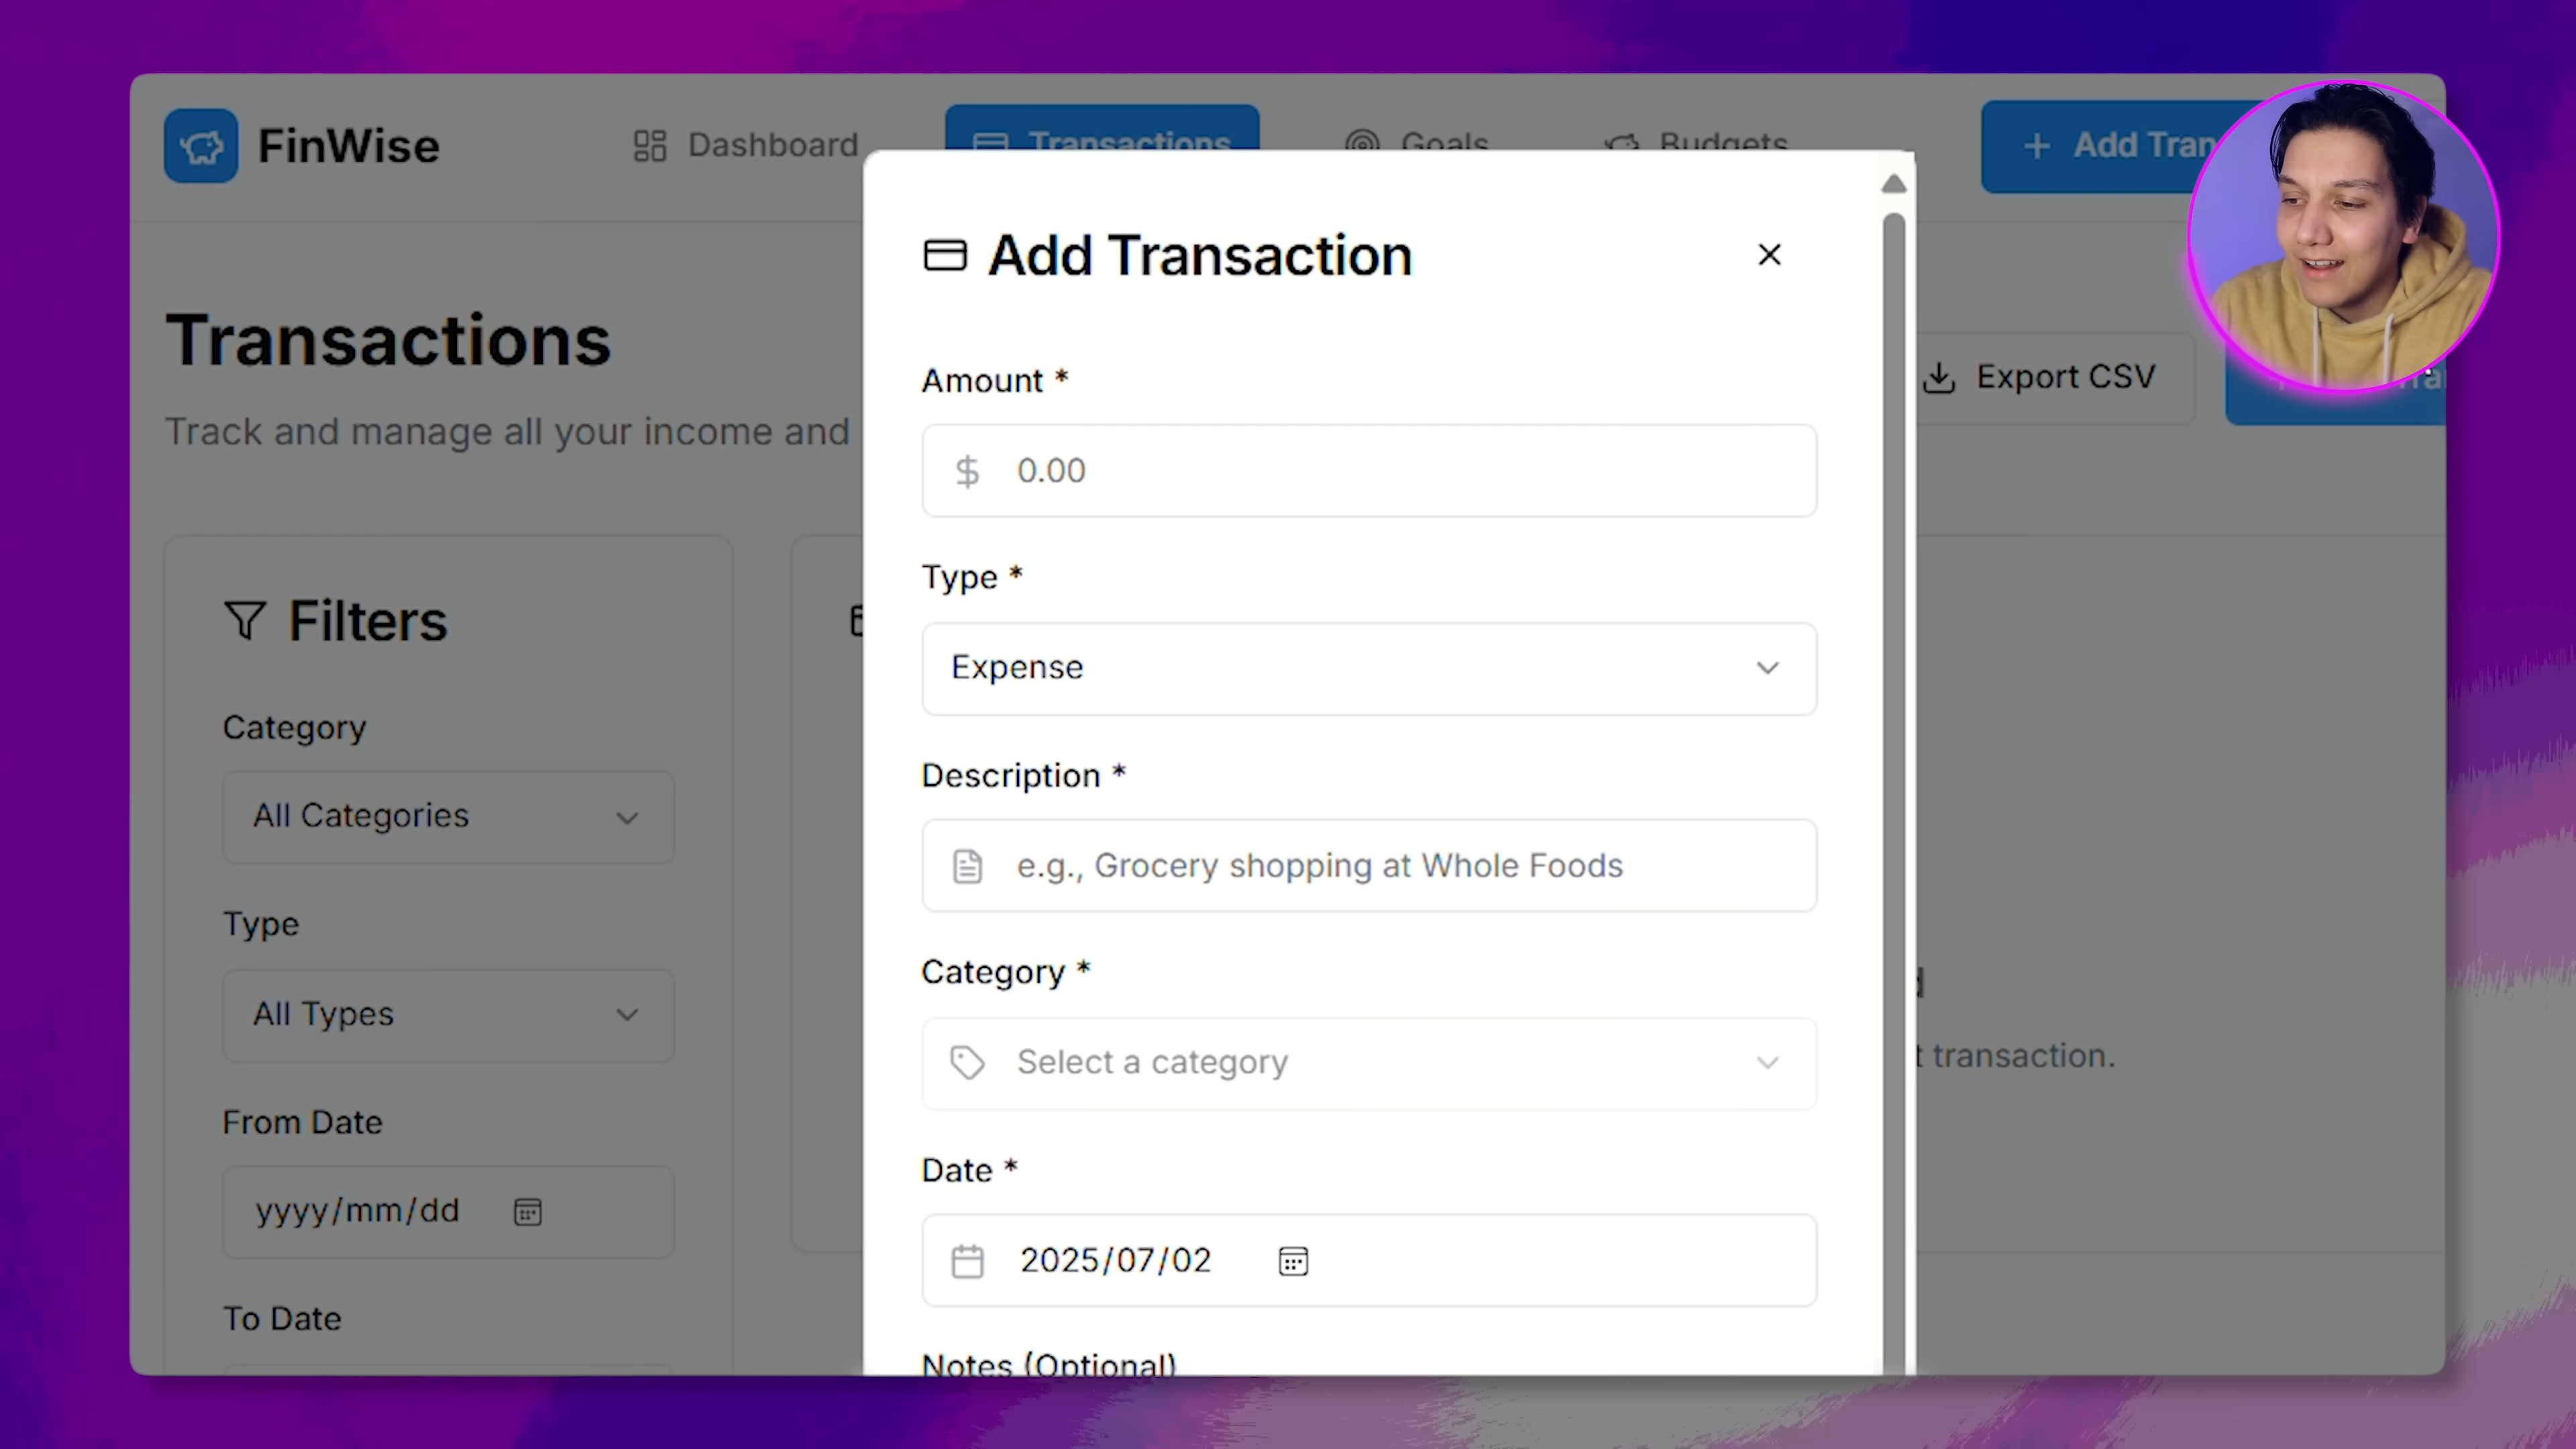 FinWise
Dashboard
Transactions
Goals
Budgets
+ Add Tran
Transactions
Track and manage all your income and
Export CSV
Filters
Category
All Categories
Type
All Types
From Date
yyyy/mm/dd
To Date
Add Transaction
Amount *
$ 0.00
Type *
Expense
Description *
e.g., Grocery shopping at Whole Foods
Category *
Select a category
Date *
2025/07/02
Notes (Optional)
t transaction.